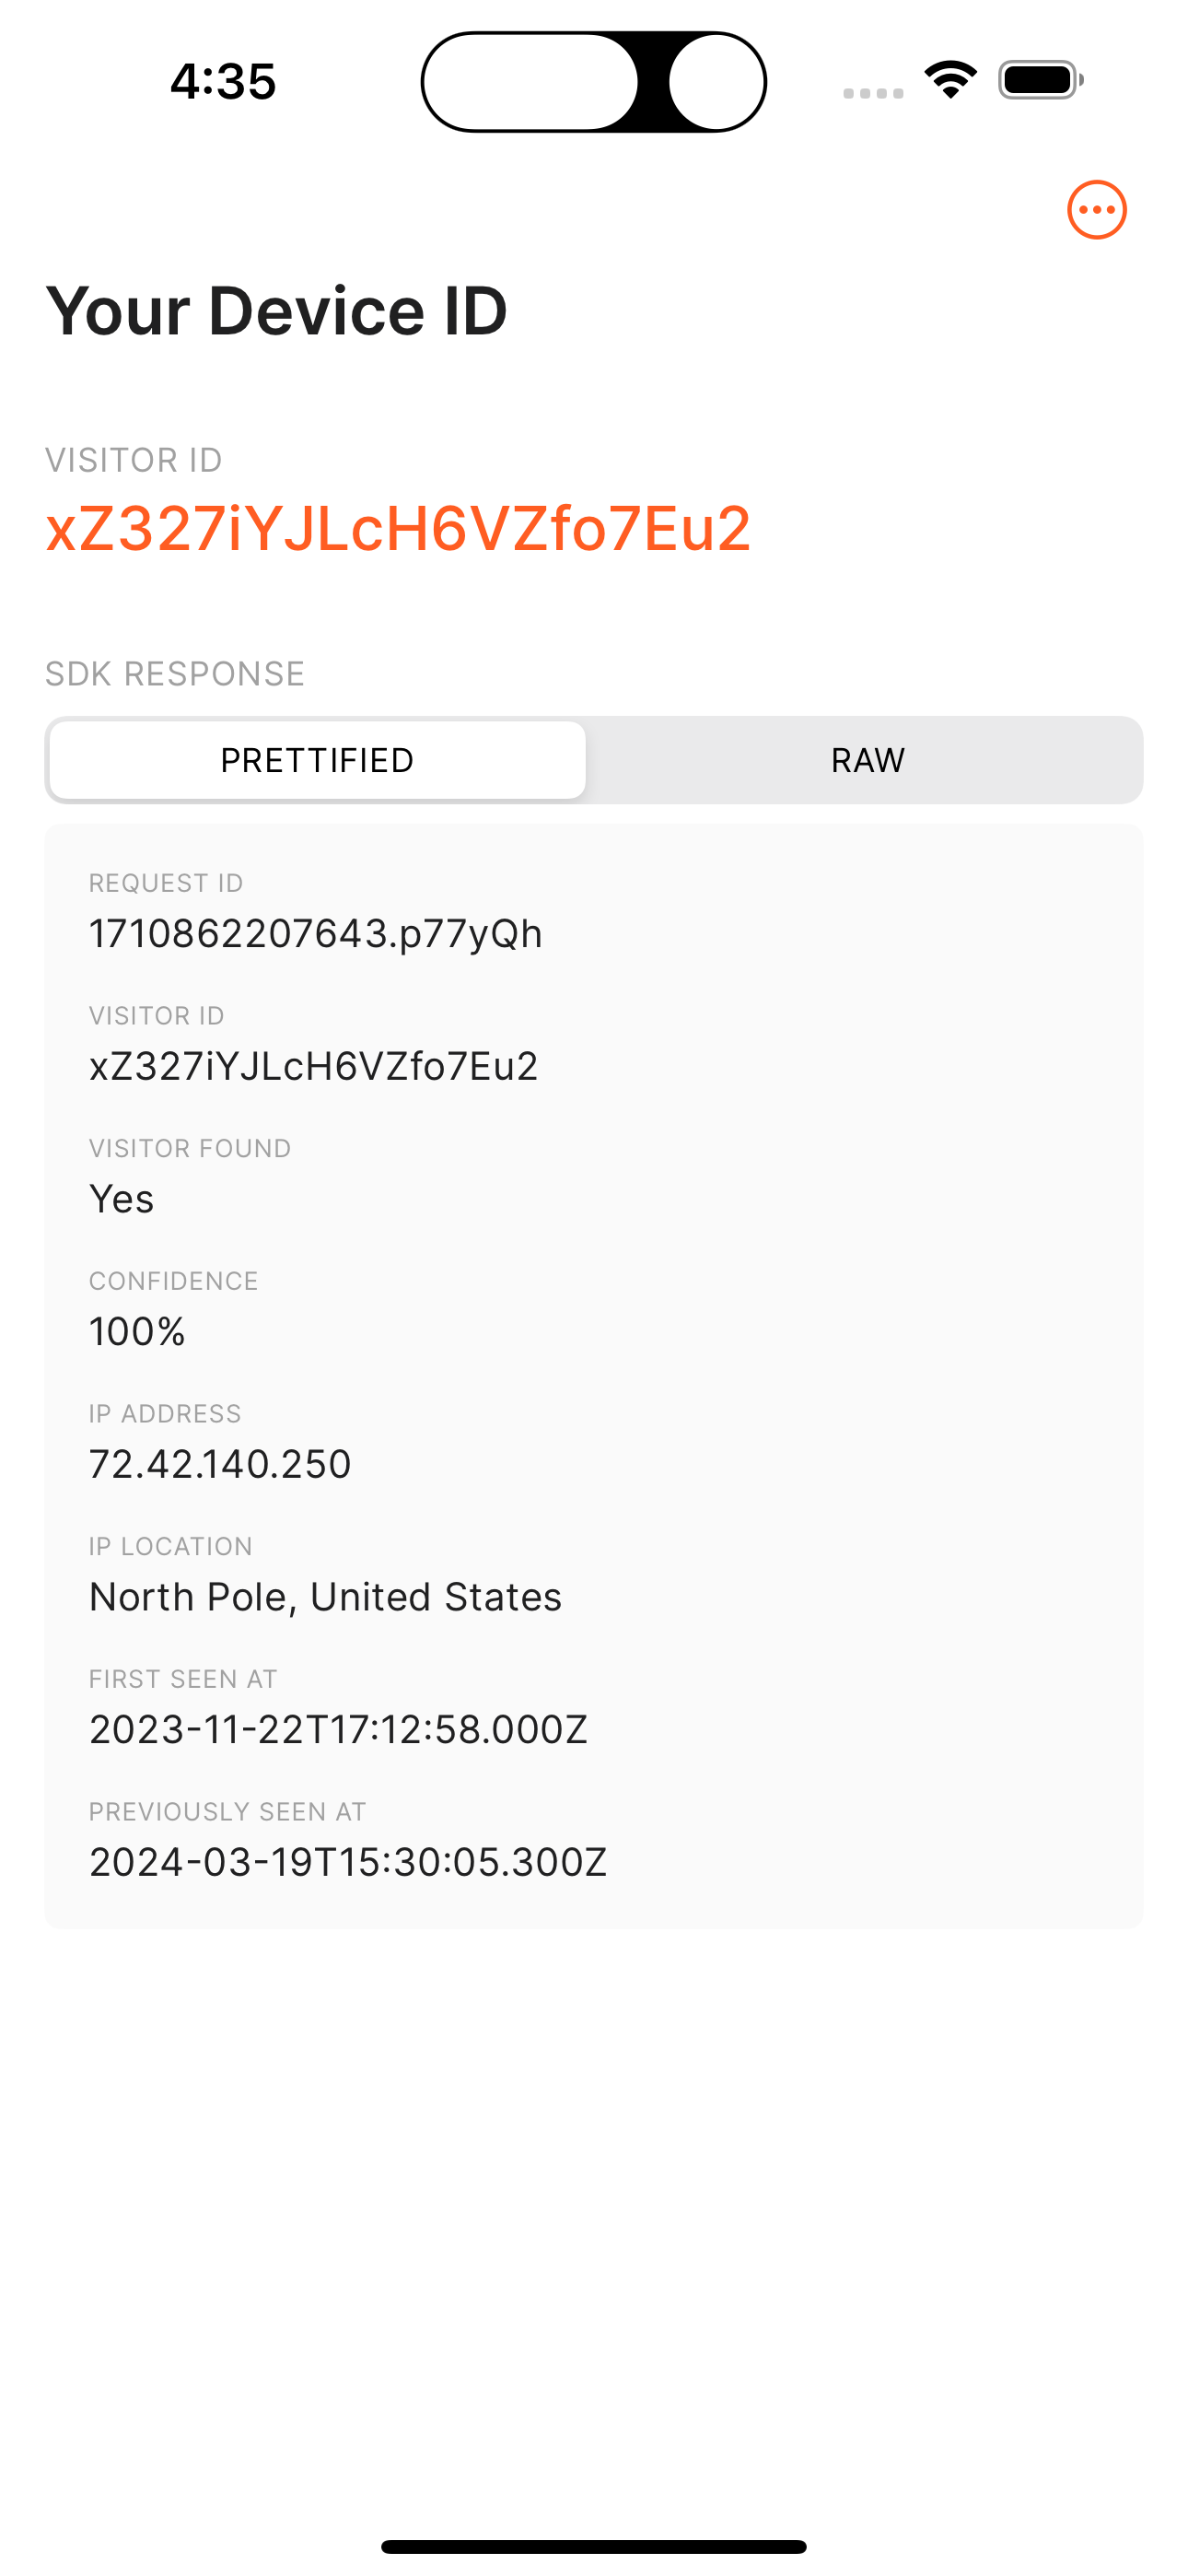 4:35
Your Device ID
VISITOR ID
xZ327iYJLcH6VZfo7Eu2
SDK RESPONSE
PRETTIFIED
RAW
REQUEST ID
1710862207643.p77yQh
VISITOR ID
xZ327iYJLcH6VZfo7Eu2
VISITOR FOUND
Yes
CONFIDENCE
100%
IP ADDRESS
72.42.140.250
IP LOCATION
North Pole, United States
FIRST SEEN AT
2023-11-22T17:12:58.000Z
PREVIOUSLY SEEN AT
2024-03-19T15:30:05.300Z